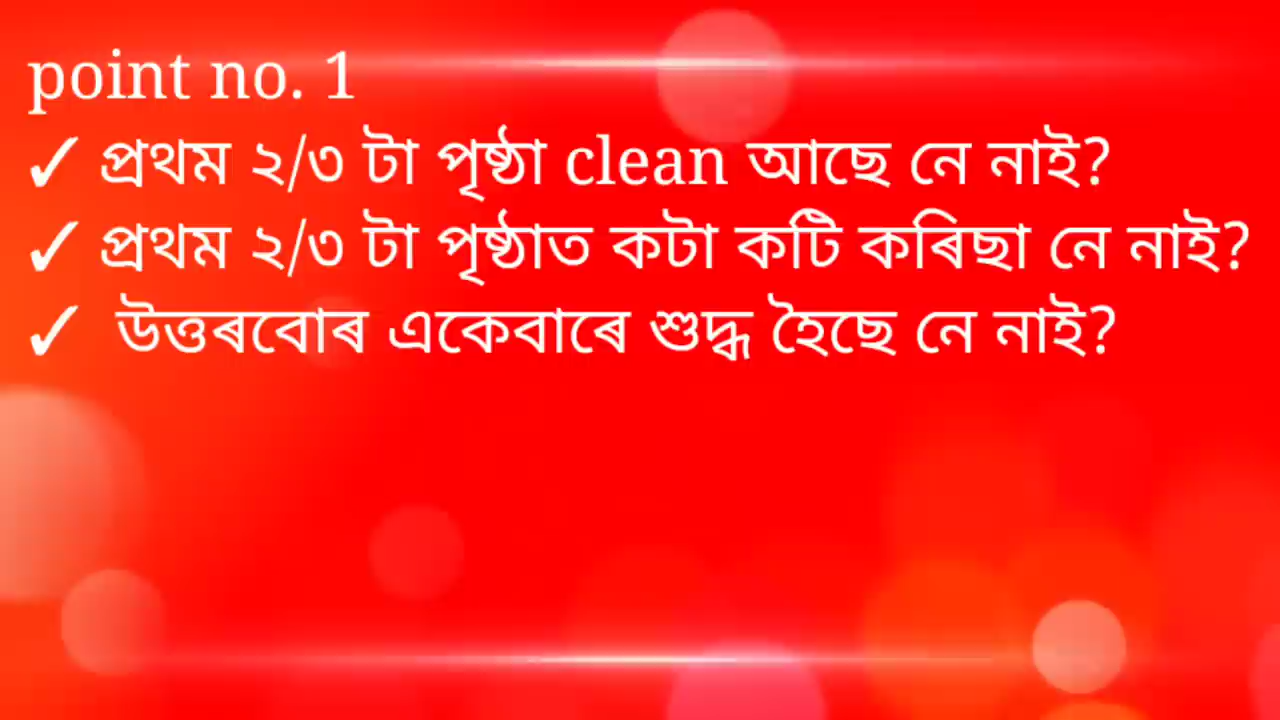 point no. 1
✓ প্ৰথম ২/৩ টা পৃষ্ঠা clean আছে নে নাই?
✓ প্ৰথম ২/৩ টা পৃষ্ঠাত কটা কটি কৰিছা নে নাই?
✓ উত্তৰবোৰ একেবাৰে শুদ্ধ হৈছে নে নাই?